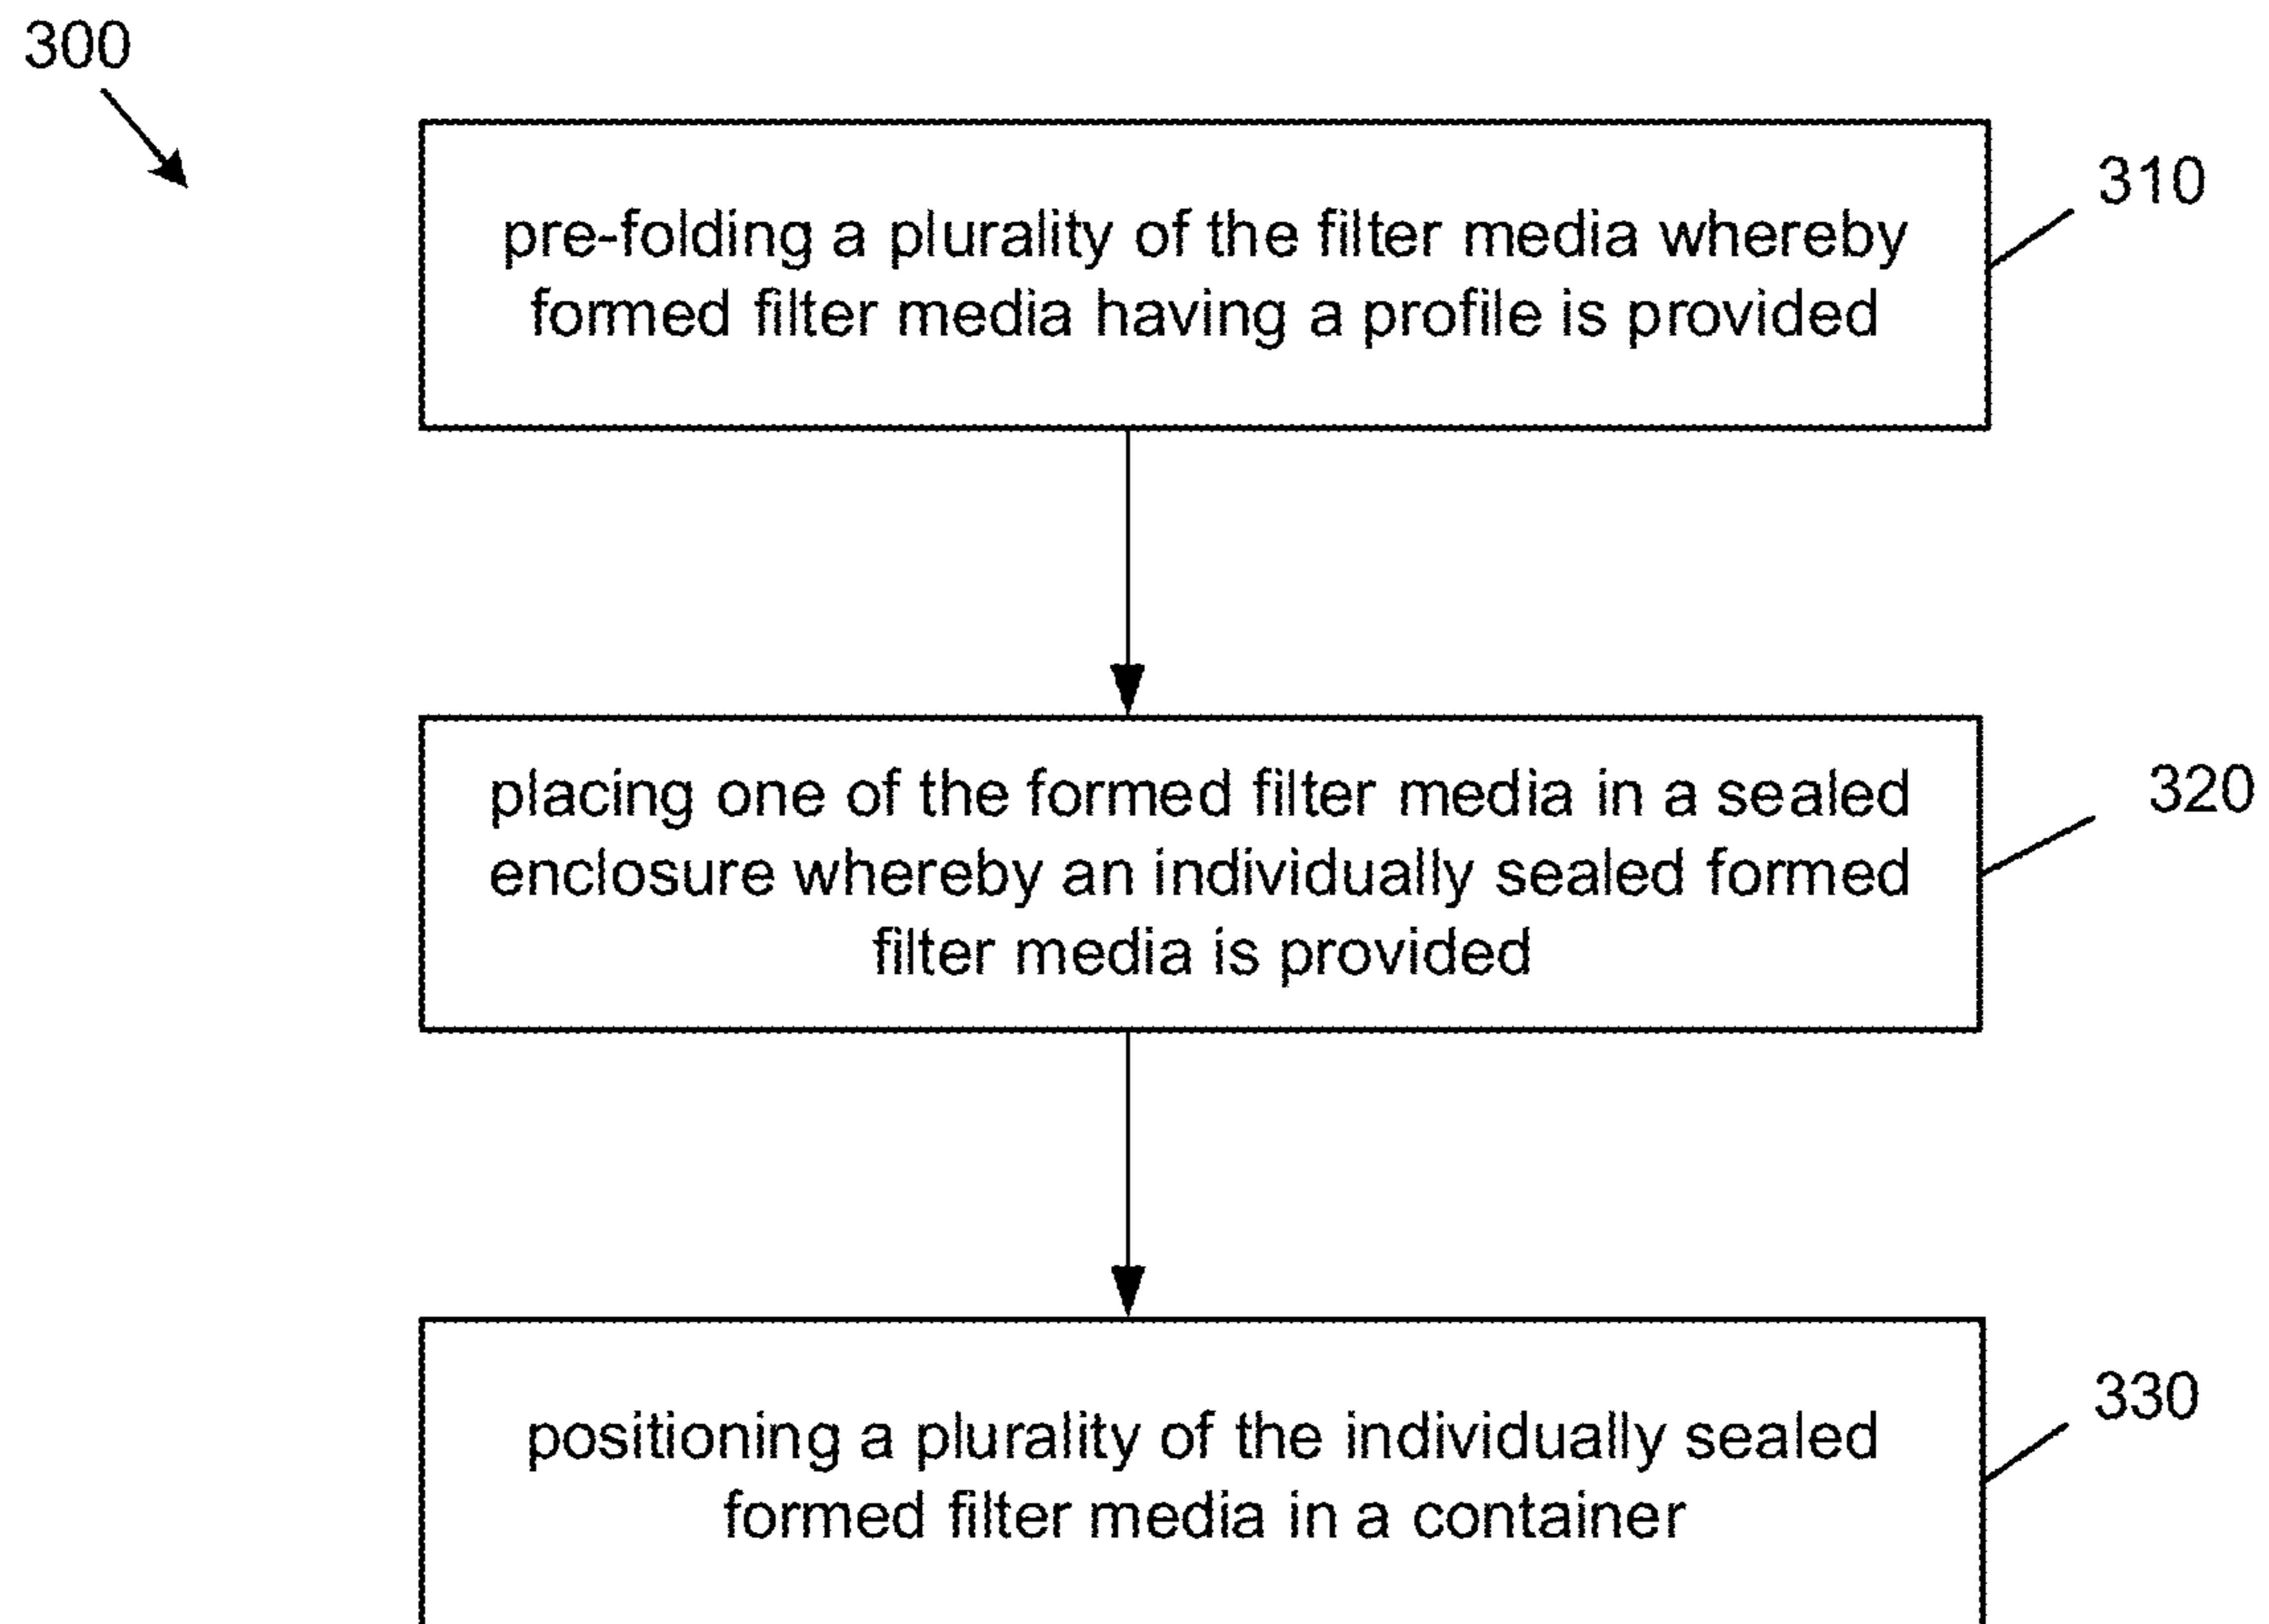 300
310
pre-folding a plurality of the filter media whereby
formed filter media having a profile is provided
320
placing one of the formed filter media in a sealed
enclosure whereby an individually sealed formed
filter media is provided
330
positioning a plurality of the individually sealed
formed filter media in a container